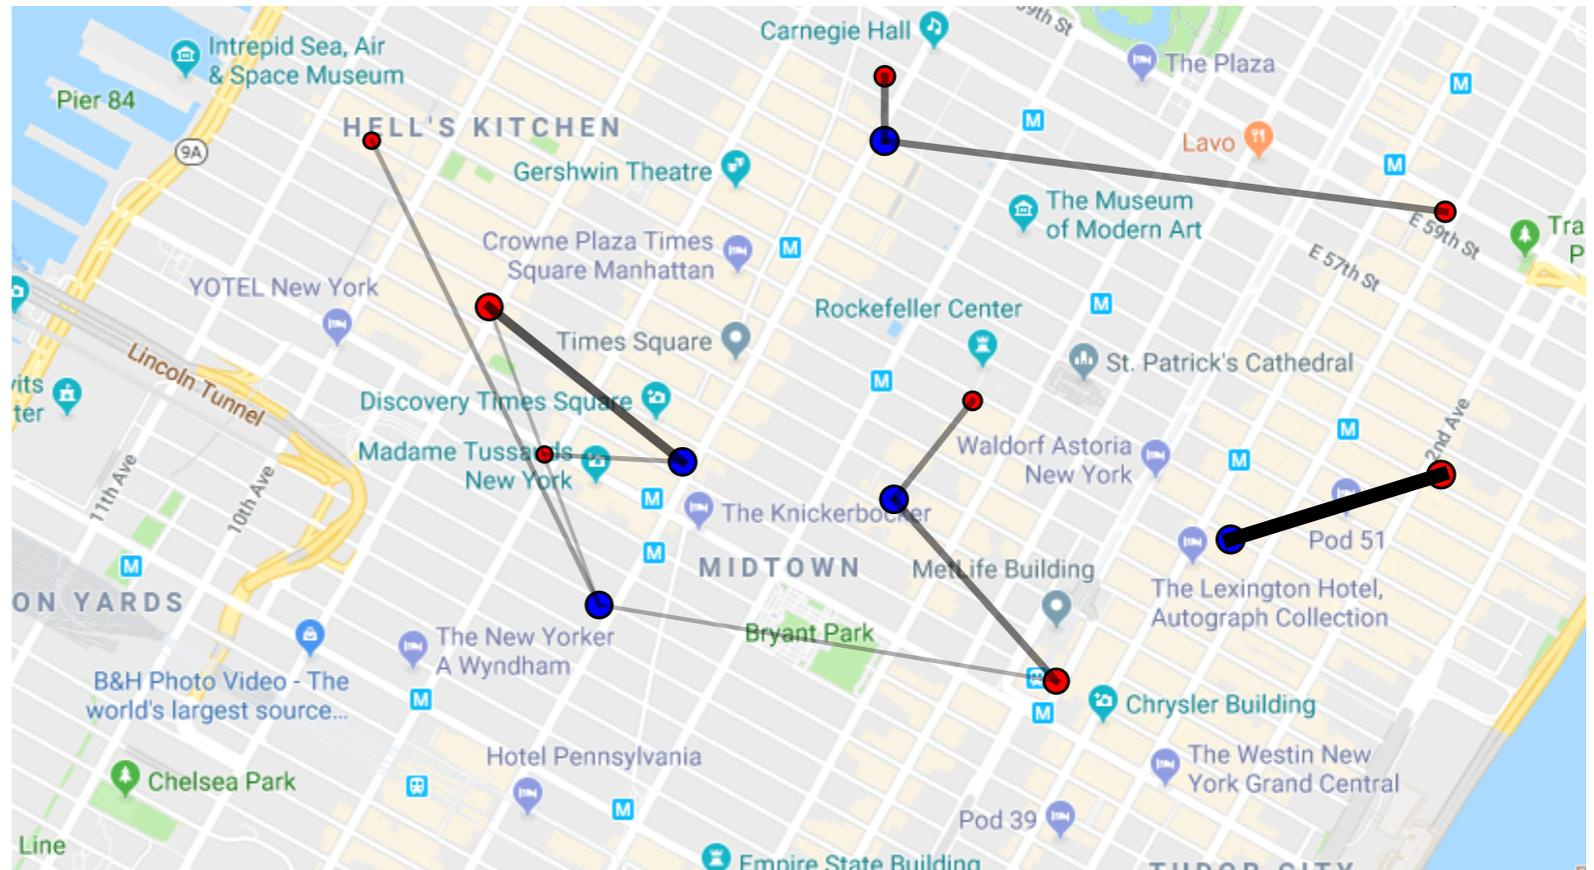 Carnegie Hall
59th St
The Plaza
Intrepid Sea, Air
& Space Museum
Pier 84
HELL'S KITCHEN
9A
M
Lavo
M
M
Gershwin Theatre
The Museum
of Modern Art
E 59th St
Tra
P
Crowne Plaza Times
Square Manhattan
M
E 57th St
YOTEL New York
Rockefeller Center
M
Times Square
St. Patrick's Cathedral
Lincoln Tunnel
M
vits
ter
Discovery Times Square
2nd Ave
M
Madame Tussauds
New York
Waldorf Astoria
New York
M
11th Ave
10th Ave
M
The Knickerbocker
Pod 51
M
M
MIDTOWN
MetLife Building
ON YARDS
The Lexington Hotel,
Autograph Collection
The New Yorker
A Wyndham
Bryant Park
B&H Photo Video - The
world's largest source...
M
M
Chrysler Building
Hotel Pennsylvania
The Westin New
York Grand Central
Chelsea Park
M
Pod 39
Line
Empire State Building
TUDOR CITY